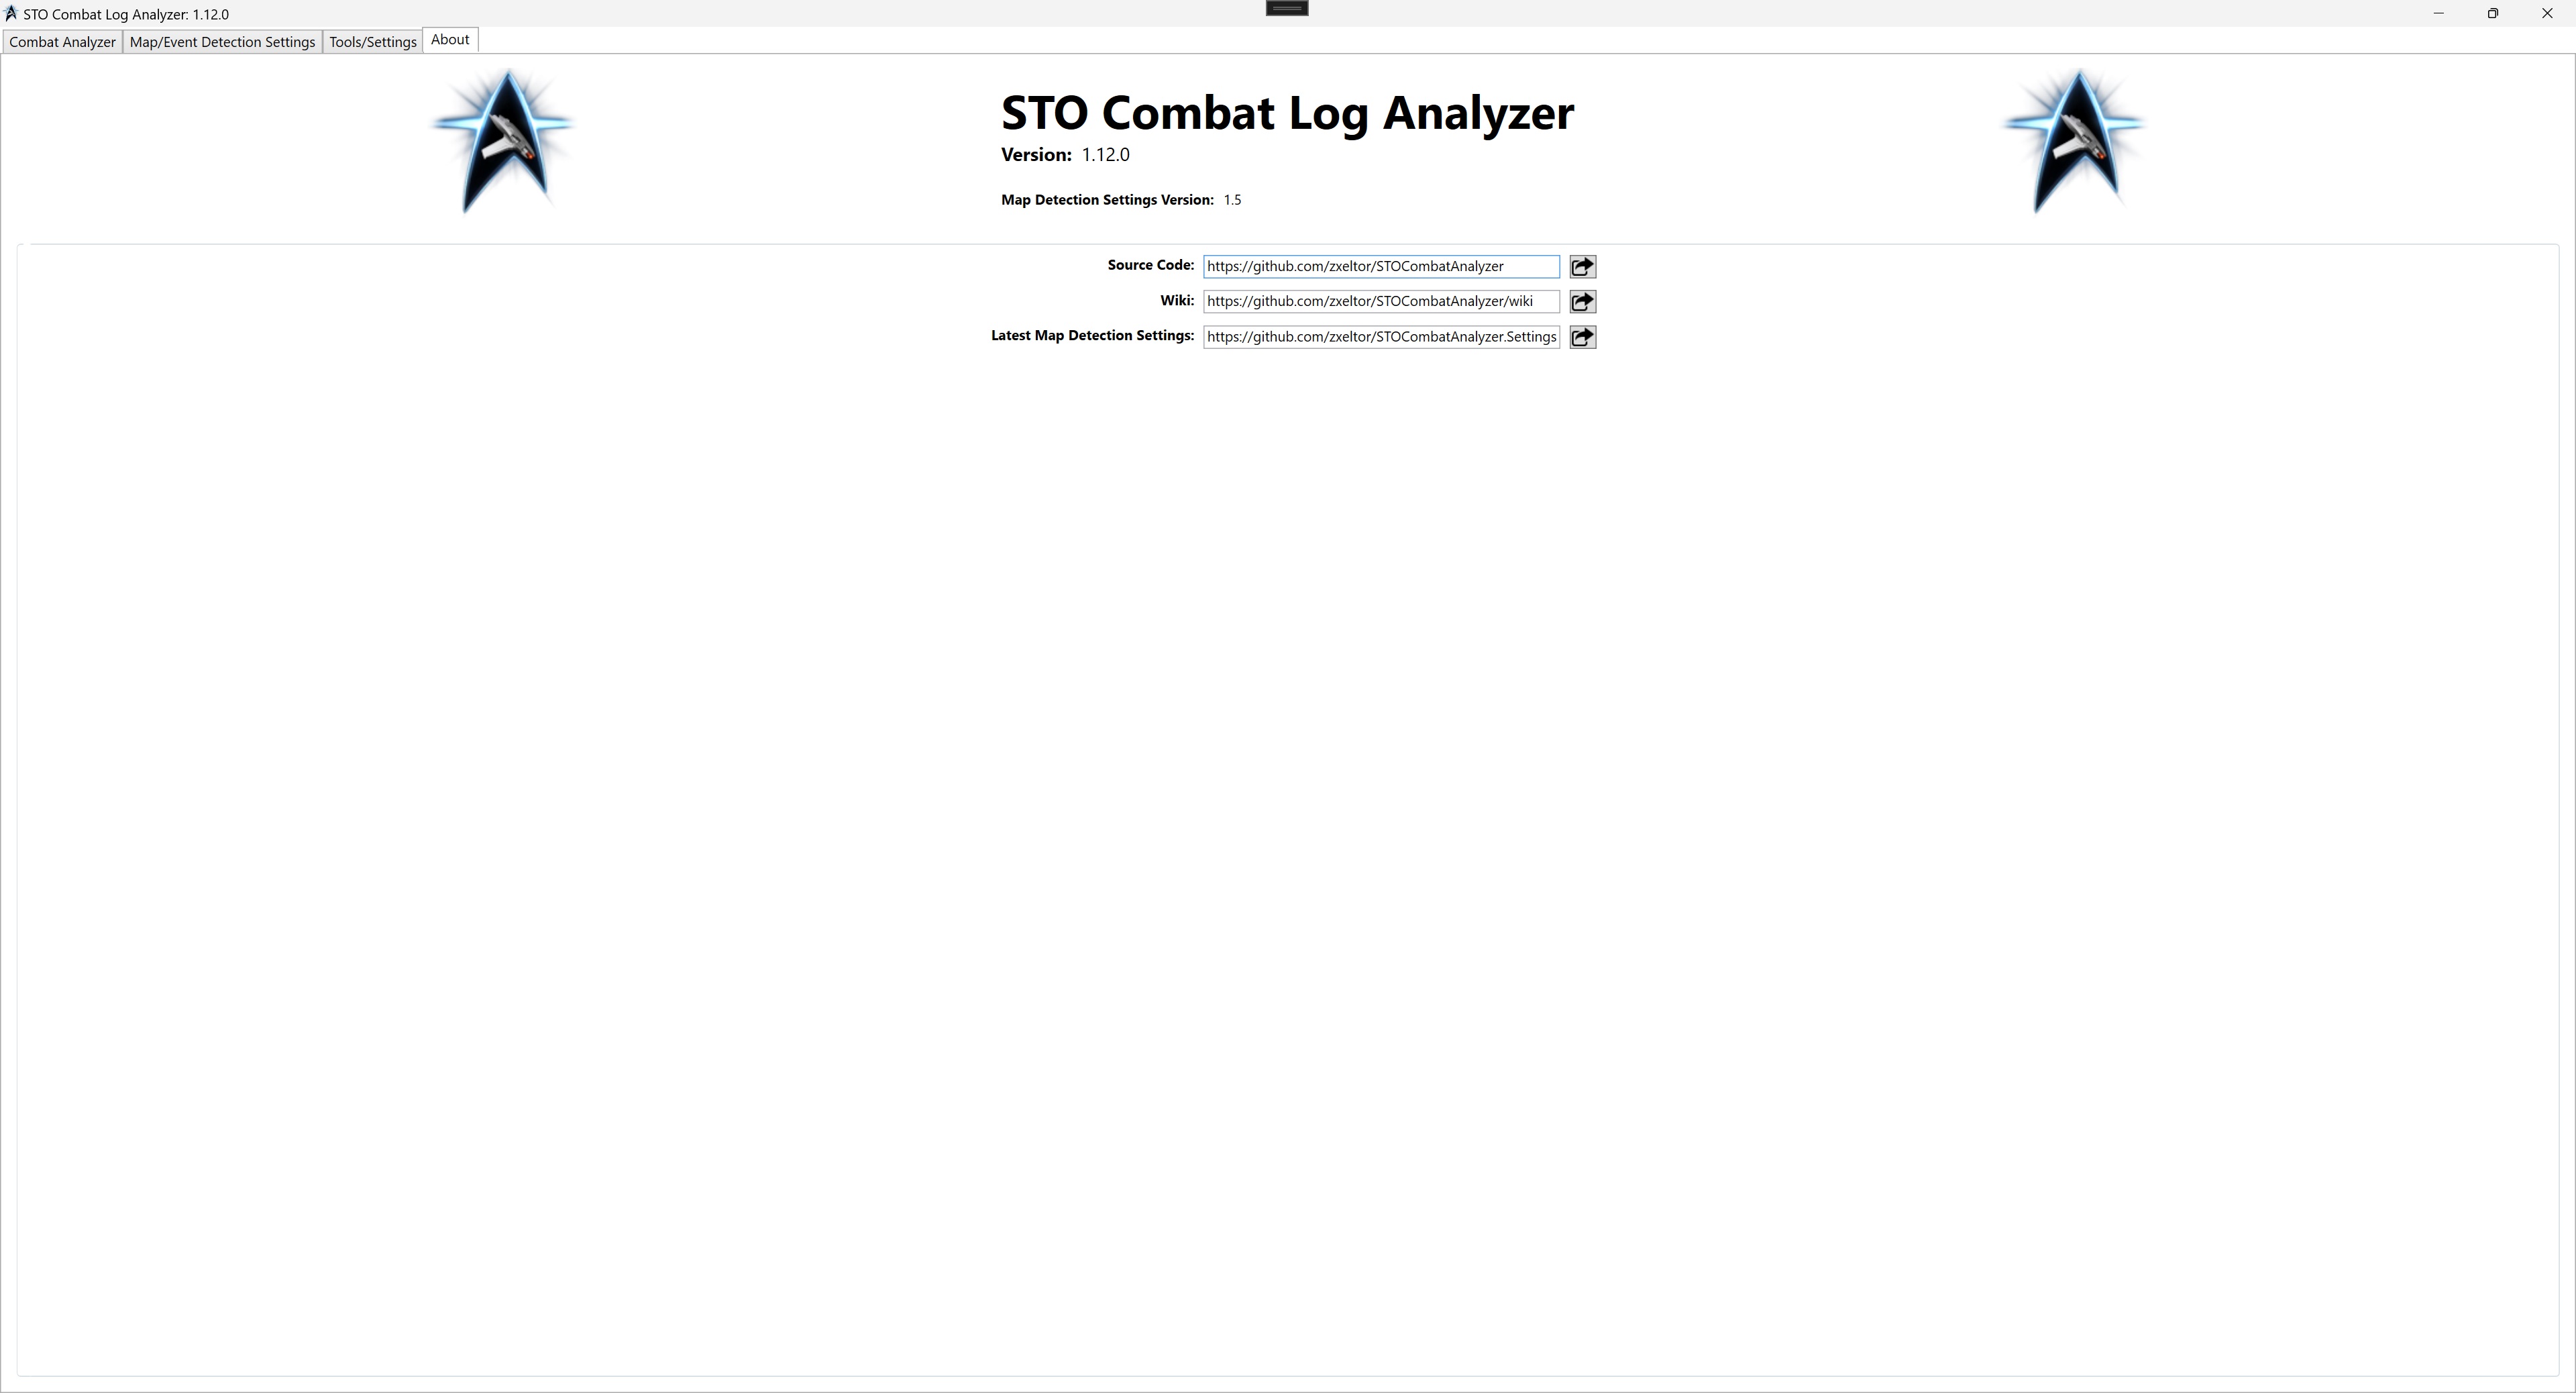 STO Combat Log Analyzer: 1.12.0
Combat Analyzer Map/Event Detection Settings Tools/Settings About
STO Combat Log Analyzer
Version: 1.12.0
Map Detection Settings Version: 1.5
Source Code: https://github.com/zxeltor/STOCombatAnalyzer
Wiki: https://github.com/zxeltor/STOCombatAnalyzer/wiki
Latest Map Detection Settings: https://github.com/zxeltor/STOCombatAnalyzer.Settings